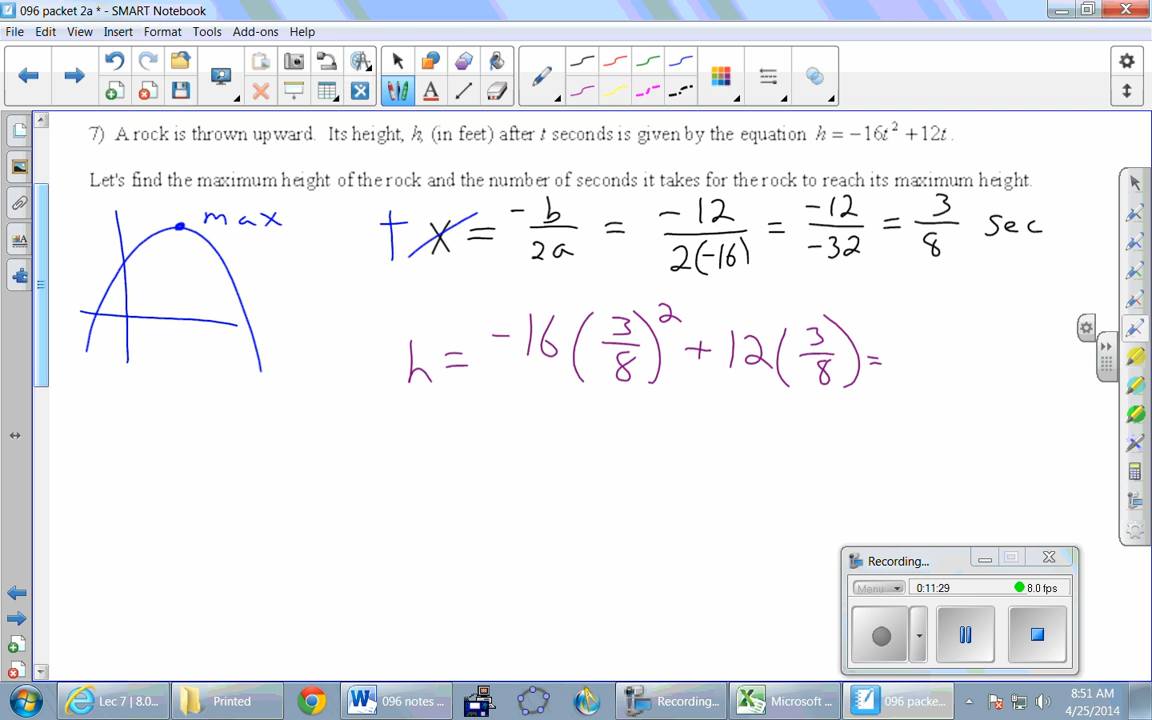 096 packet 2a * - SMART Notebook
File Edit View Insert Format Tools Add-ons Help
7) A rock is thrown upward. Its height, h, (in feet) after t seconds is given by the equation h = −16t² + 12t.
Let's find the maximum height of the rock and the number of seconds it takes for the rock to reach its maximum height.
max
t x = -b/2a = -12/2(-16) = -12/-32 = 3/8 sec
h = -16(3/8)² + 12(3/8) =
Recording...
Menu 0:11:29 8.0 fps
Lec 7 | 8.0... Printed 096 notes ... Recording... Microsoft ... 096 packe... 8:51 AM
4/25/2014